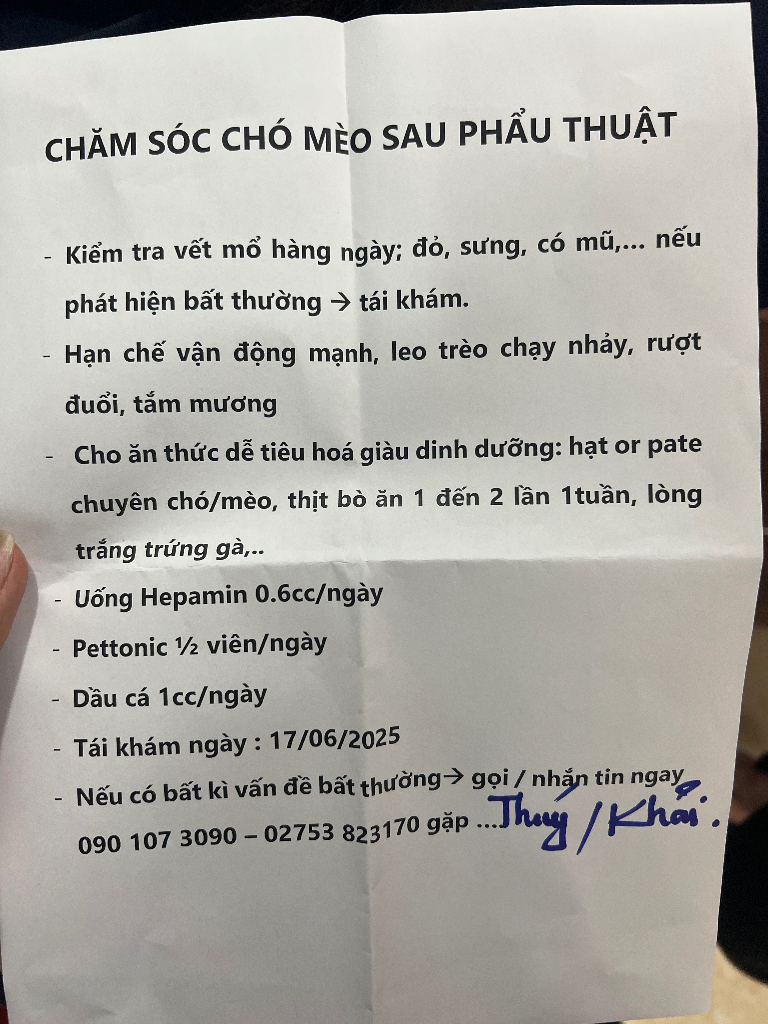 CHĂM SÓC CHÓ MÈO SAU PHẨU THUẬT
- Kiểm tra vết mổ hàng ngày; đỏ, sưng, có mũ,... nếu
phát hiện bất thường → tái khám.
- Hạn chế vận động mạnh, leo trèo chạy nhảy, rượt
đuổi, tắm mương
- Cho ăn thức dễ tiêu hoá giàu dinh dưỡng: hạt or pate
chuyên chó/mèo, thịt bò ăn 1 đến 2 lần 1tuần, lòng
trắng trứng gà,..
- Uống Hepamin 0.6cc/ngày
- Pettonic ½ viên/ngày
- Dầu cá 1cc/ngày
- Tái khám ngày : 17/06/2025
- Nếu có bất kì vấn đề bất thường→ gọi / nhắn tin ngay
090 107 3090 – 02753 823170 gặp ...Thuý / Khải.